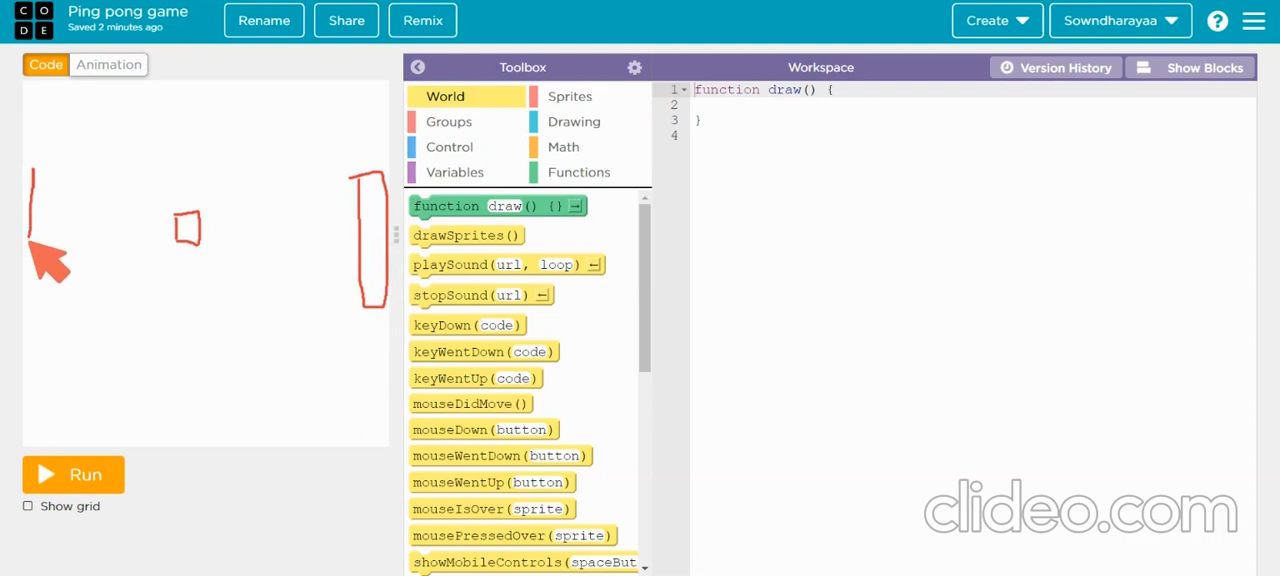 CODE
Ping pong game
Saved 2 minutes ago
Rename
Share
Remix
Create
Sowndharayaa
?
Code
Animation
Toolbox
Workspace
Version History
Show Blocks
World
Sprites
Groups
Drawing
Control
Math
Variables
Functions
function draw() {}
drawSprites()
playSound(url, loop)
stopSound(url)
keyDown(code)
keyWentDown(code)
keyWentUp(code)
mouseDidMove()
mouseDown(button)
mouseWentDown(button)
mouseWentUp(button)
mouseIsOver(sprite)
mousePressedOver(sprite)
showMobileControls(spaceBut
1 function draw() {
2
3 }
4
Run
Show grid
clideo.com